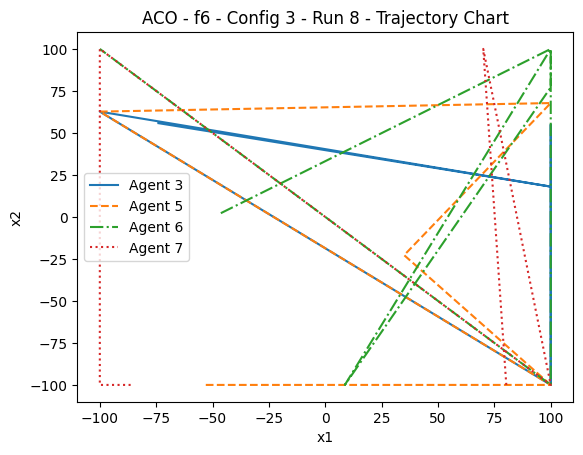 ACO - f6 - Config 3 - Run 8 - Trajectory Chart
100
75
50
25
0
−25
−50
−75
−100
x2
Agent 3
Agent 5
Agent 6
Agent 7
−100 −75 −50 −25 0 25 50 75 100
x1